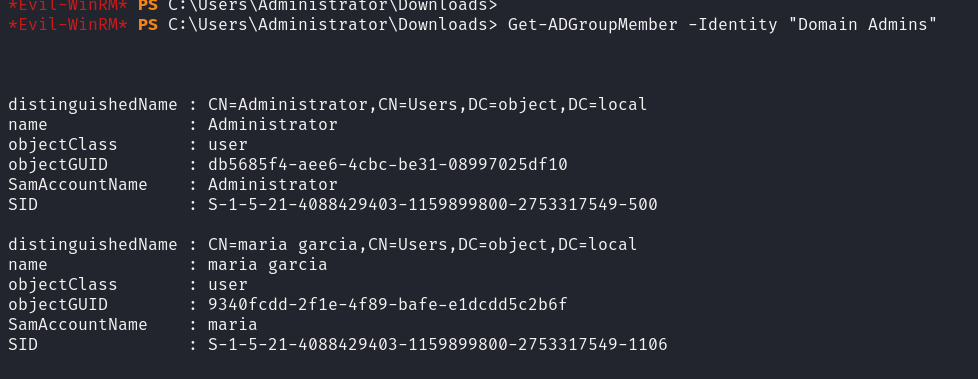 *Evil-WinRM* PS C:\Users\Administrator\Downloads>
*Evil-WinRM* PS C:\Users\Administrator\Downloads> Get-ADGroupMember -Identity "Domain Admins"
distinguishedName : CN=Administrator,CN=Users,DC=object,DC=local
name              : Administrator
objectClass       : user
objectGUID        : db5685f4-aee6-4cbc-be31-08997025df10
SamAccountName    : Administrator
SID               : S-1-5-21-4088429403-1159899800-2753317549-500
distinguishedName : CN=maria garcia,CN=Users,DC=object,DC=local
name              : maria garcia
objectClass       : user
objectGUID        : 9340fcdd-2f1e-4f89-bafe-e1dcdd5c2b6f
SamAccountName    : maria
SID               : S-1-5-21-4088429403-1159899800-2753317549-1106